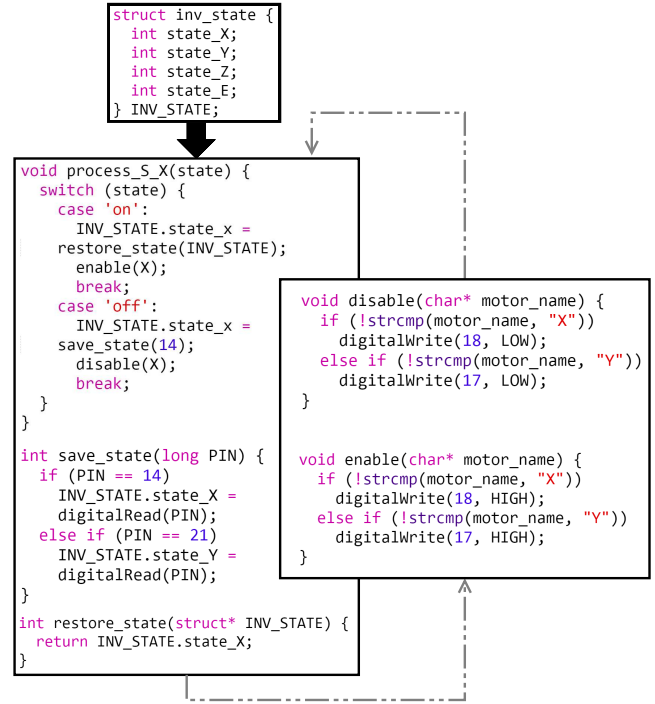 struct inv_state {
int state_X;
int state_Y;
int state_Z;
int state_E;
} INV_STATE;
void process_S_X(state) {
switch (state) {
case 'on':
INV_STATE.state_x =
restore_state(INV_STATE);
enable(X);
break;
case 'off':
INV_STATE.state_x =
save_state(14);
disable(X);
break;
}
}
int save_state(long PIN) {
if (PIN == 14)
INV_STATE.state_X =
digitalRead(PIN);
else if (PIN == 21)
INV_STATE.state_Y =
digitalRead(PIN);
}
int restore_state(struct* INV_STATE) {
return INV_STATE.state_X;
}
void disable(char* motor_name) {
if (!strcmp(motor_name, "X"))
digitalWrite(18, LOW);
else if (!strcmp(motor_name, "Y"))
digitalWrite(17, LOW);
}
void enable(char* motor_name) {
if (!strcmp(motor_name, "X"))
digitalWrite(18, HIGH);
else if (!strcmp(motor_name, "Y"))
digitalWrite(17, HIGH);
}